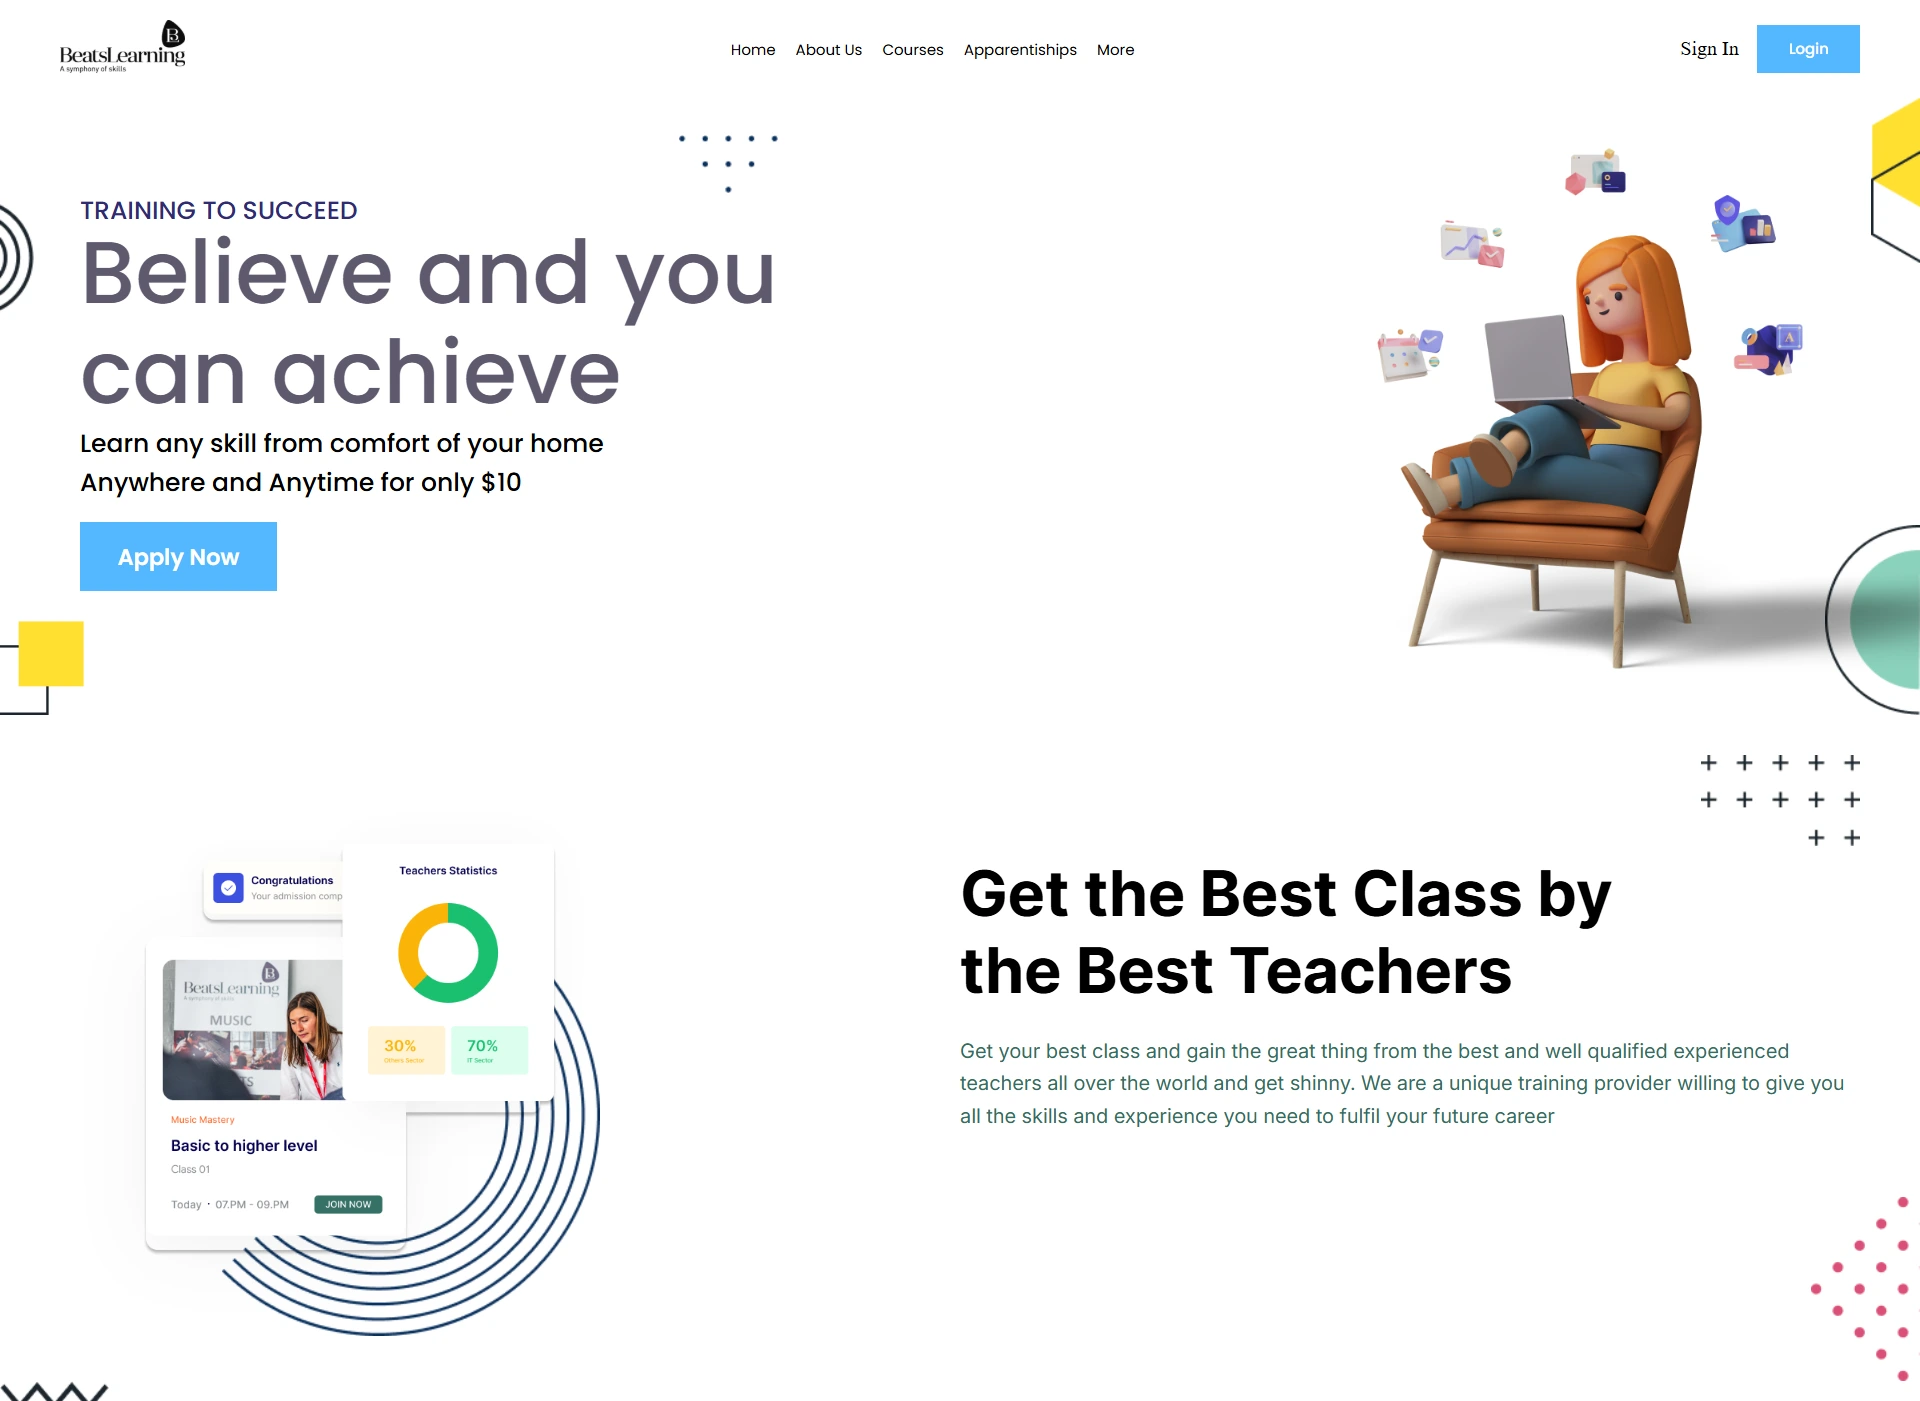 BeatsLearning
A symphony of skills
Home About Us Courses Apparentiships More
Sign In Login
TRAINING TO SUCCEED
Believe and you
can achieve
Learn any skill from comfort of your home
Anywhere and Anytime for only $10
Apply Now
Congratulations
Your admission comp
Teachers Statistics
30%
Others Sector
70%
IT Sector
BeatsLearning
A symphony of skills
MUSIC
Music Mastery
Basic to higher level
Class 01
Today · 07.PM - 09.PM
JOIN NOW
Get the Best Class by
the Best Teachers
Get your best class and gain the great thing from the best and well qualified experienced
teachers all over the world and get shinny. We are a unique training provider willing to give you
all the skills and experience you need to fulfil your future career